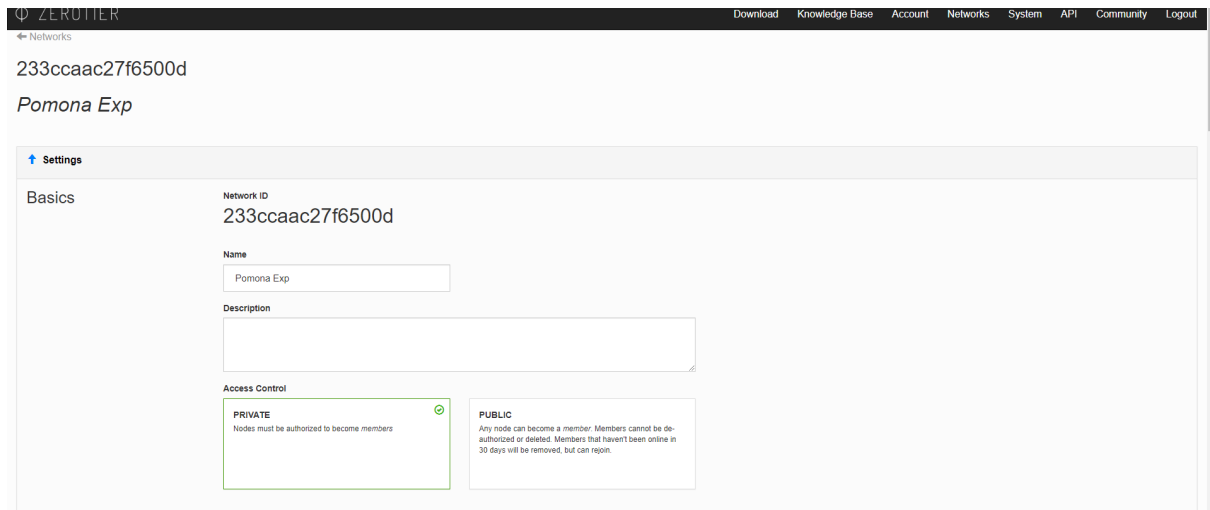 ZEROTIER
Download Knowledge Base Account Networks System API Community Logout
Networks
233ccaac27f6500d
Pomona Exp
Settings
Basics
Network ID
233ccaac27f6500d
Name
Pomona Exp
Description
Access Control
PRIVATE
Nodes must be authorized to become members
PUBLIC
Any node can become a member. Members cannot be de-
authorized or deleted. Members that haven't been online in
30 days will be removed, but can rejoin.